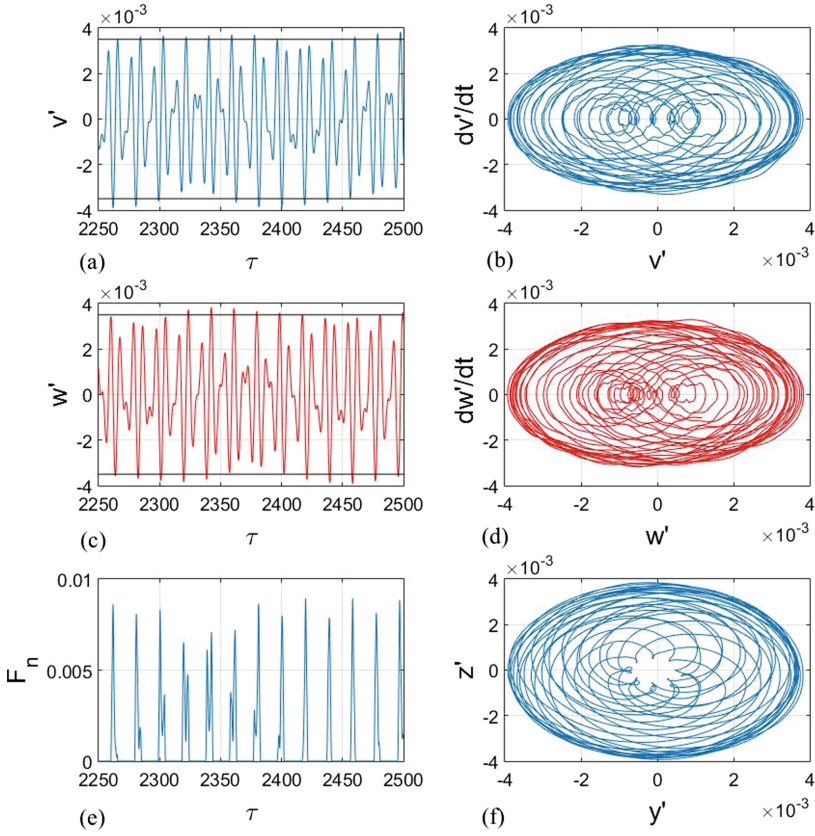 ×10-3
4
2
0
-2
-4
v'
2250 2300 2350 2400 2450 2500
(a) τ
×10-3
4
2
0
-2
-4
dv'/dt
-4 -2 0 2 4
(b) v' ×10-3
×10-3
4
2
0
-2
-4
w'
2250 2300 2350 2400 2450 2500
(c) τ
×10-3
4
2
0
-2
-4
dw'/dt
-4 -2 0 2 4
(d) w' ×10-3
0.01
0.005
0
Fn
2250 2300 2350 2400 2450 2500
(e) τ
×10-3
4
2
0
-2
-4
z'
-4 -2 0 2 4
(f) y' ×10-3